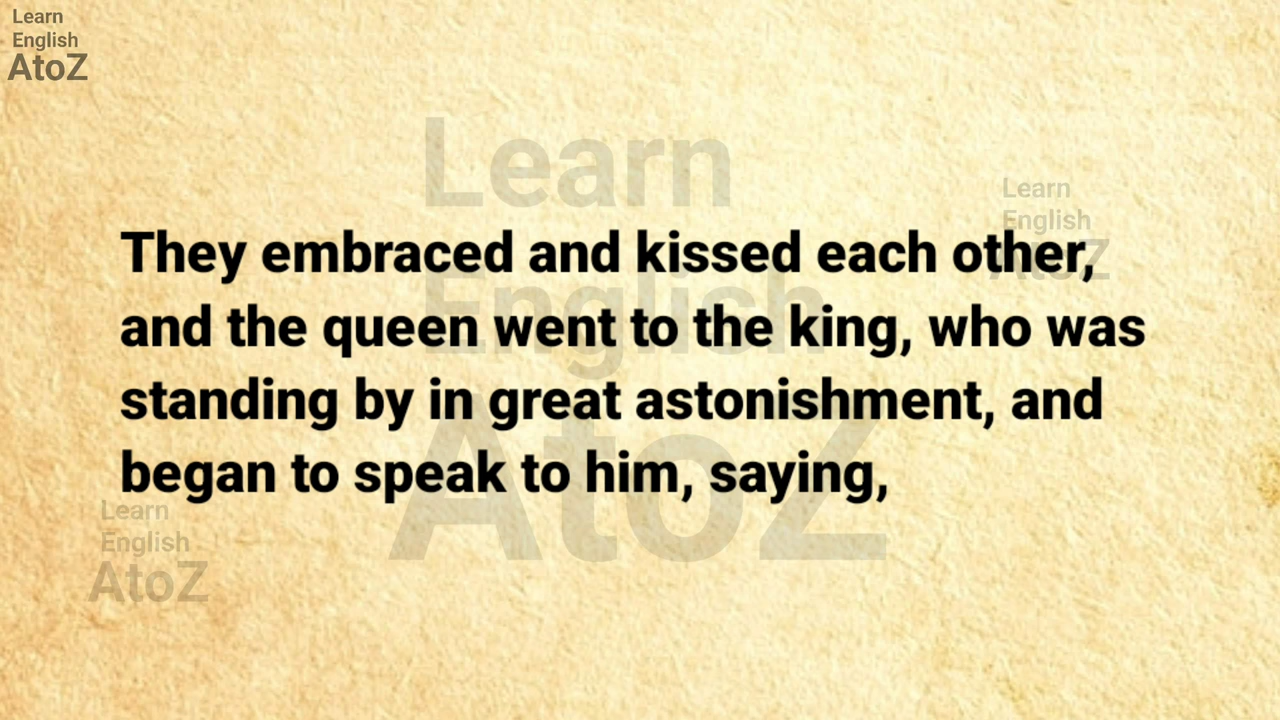 Learn
English
AtoZ
Learn
English
AtoZ
Learn
English
AtoZ
They embraced and kissed each other,
and the queen went to the king, who was
standing by in great astonishment, and
began to speak to him, saying,
Learn
English
AtoZ